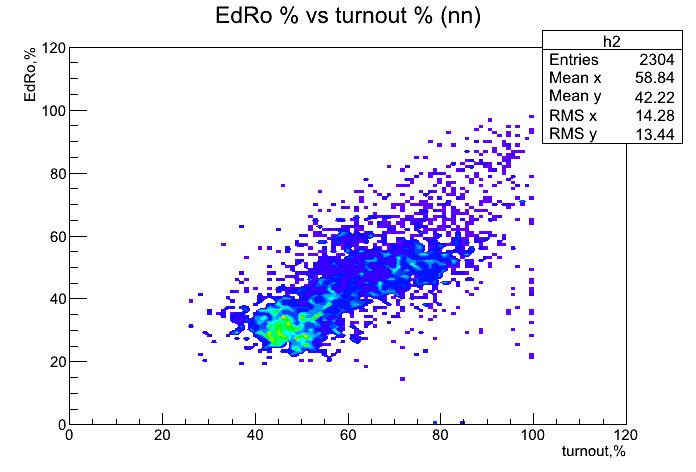 EdRo % vs turnout % (nn)
h2
Entries 2304
Mean x 58.84
Mean y 42.22
RMS x 14.28
RMS y 13.44
EdRo,%
120
100
80
60
40
20
0
0 20 40 60 80 100 120
turnout,%